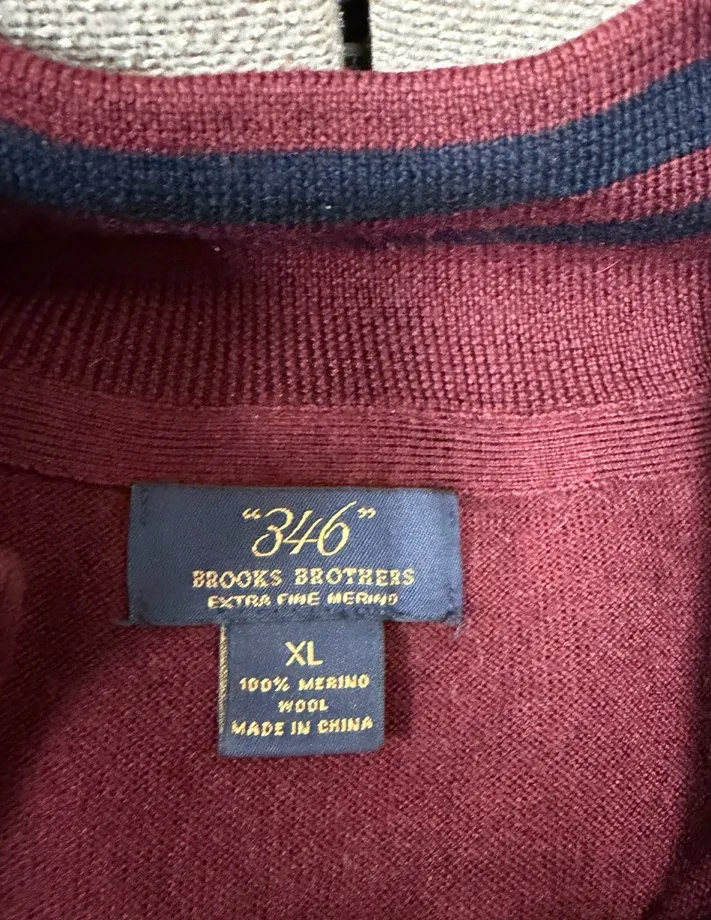 “346”
BROOKS BROTHERS
EXTRA FINE MERINO
XL
100% MERINO
WOOL
MADE IN CHINA